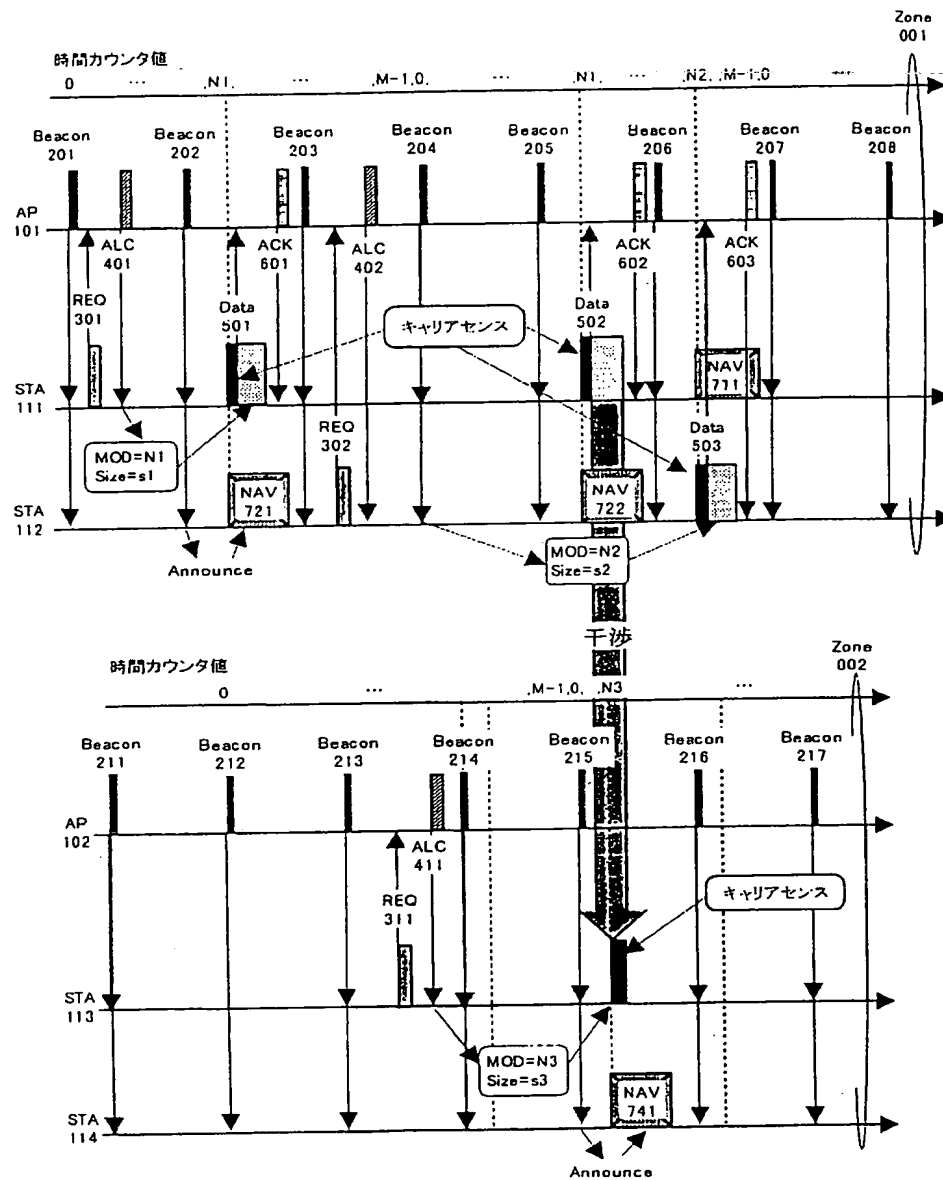 Zone
001
時間カウンタ値
0 ... ,N1, ... ,M-1,0, ... ,N1, ... ,N2, ,M-1,0 ...
Beacon
201
Beacon
202
Beacon
203
Beacon
204
Beacon
205
Beacon
206
Beacon
207
Beacon
208
AP
101
ALC
401
ACK
601
ALC
402
ACK
602
ACK
603
REQ
301
Data
501
キャリアセンス
Data
502
NAV
711
STA
111
MOD=N1
Size=s1
REQ
302
Data
503
NAV
721
NAV
722
STA
112
Announce
MOD=N2
Size=s2
干渉
Zone
002
時間カウンタ値
0 ... ,M-1,0, ,N3 ...
Beacon
211
Beacon
212
Beacon
213
Beacon
214
Beacon
215
Beacon
216
Beacon
217
AP
102
ALC
411
REQ
311
キャリアセンス
STA
113
MOD=N3
Size=s3
NAV
741
STA
114
Announce